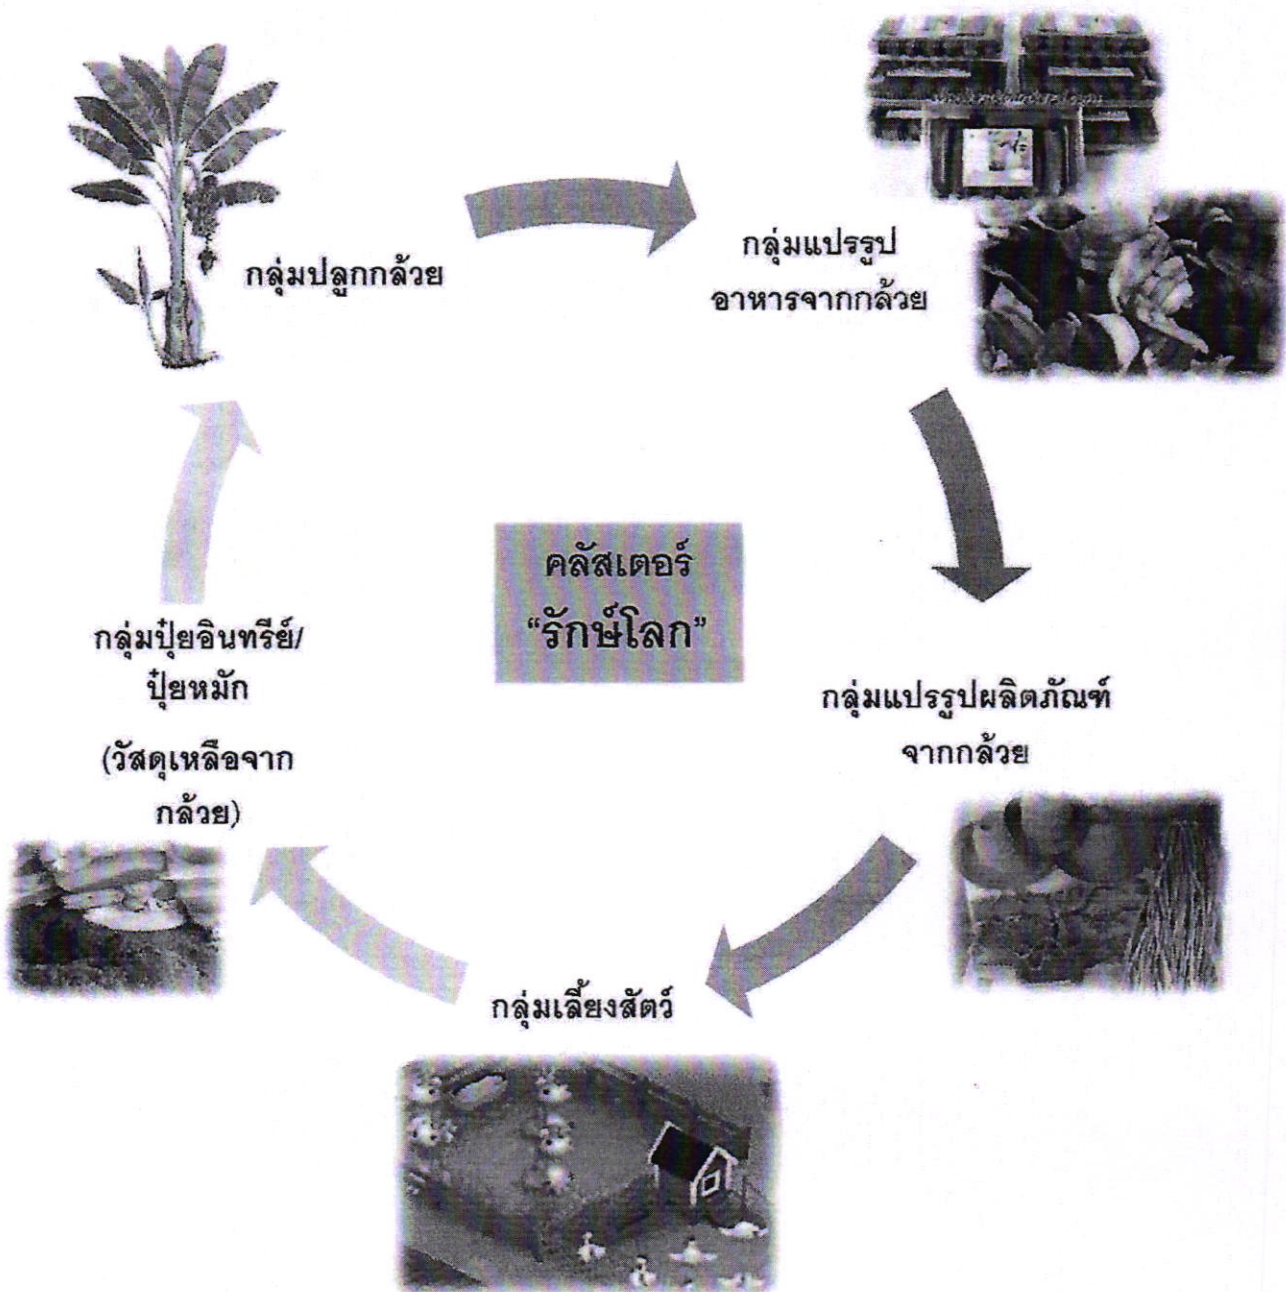 กลุ่มปลูกกล้วย
กลุ่มแปรรูป
อาหารจากกล้วย
คลัสเตอร์
“รักษ์โลก”
กลุ่มแปรรูปผลิตภัณฑ์
จากกล้วย
กลุ่มเลี้ยงสัตว์
กลุ่มปุ๋ยอินทรีย์/
ปุ๋ยหมัก
(วัสดุเหลือจาก
กล้วย)